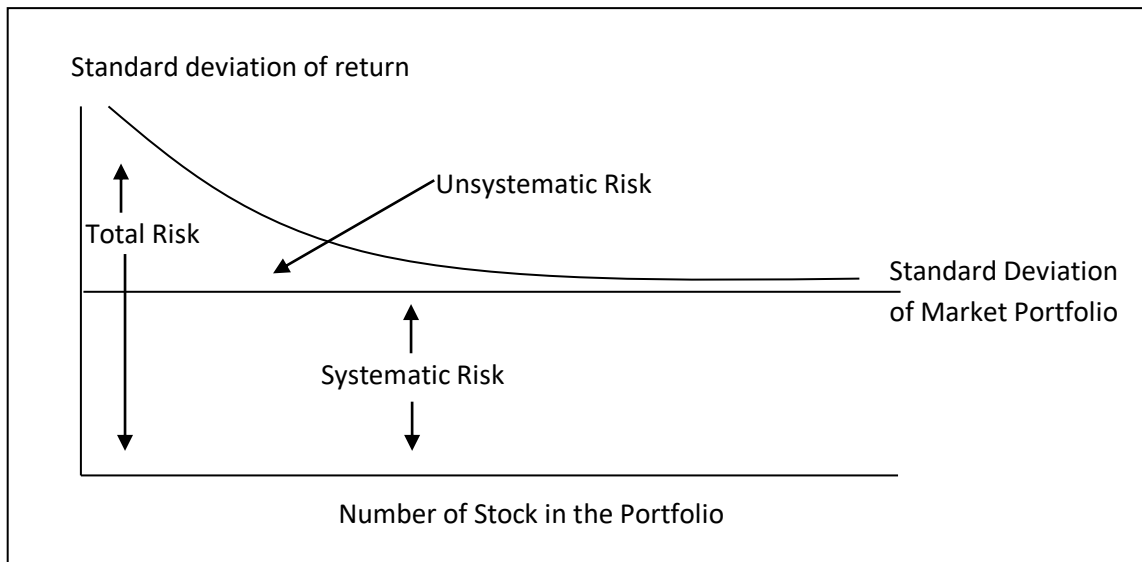 Standard deviation of return
Unsystematic Risk
Total Risk
Standard Deviation
of Market Portfolio
Systematic Risk
Number of Stock in the Portfolio